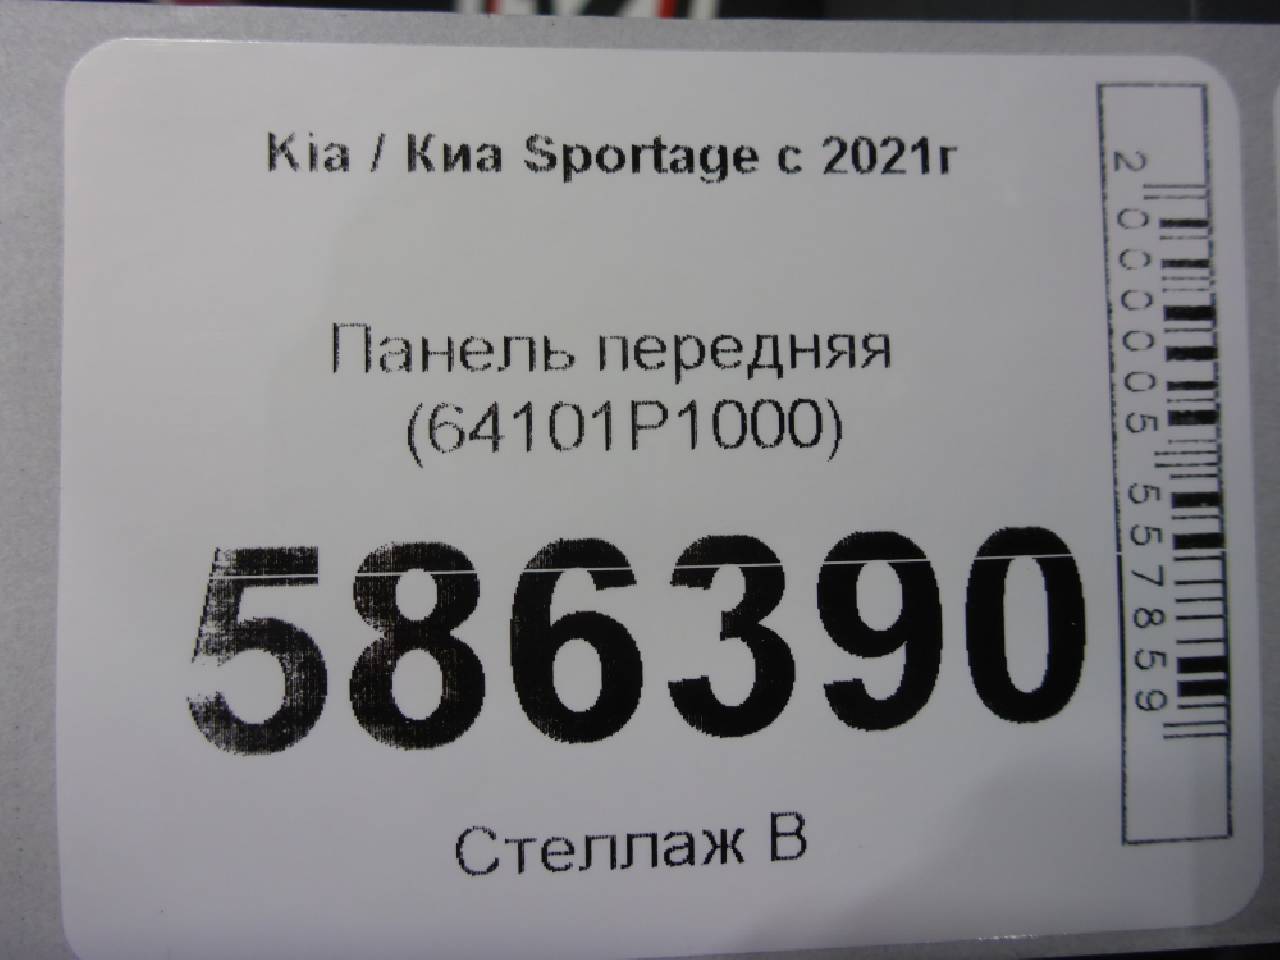 Kia / Киа Sportage с 2021г
Панель передняя
(64101P1000)
586390
Стеллаж В
2000005557859